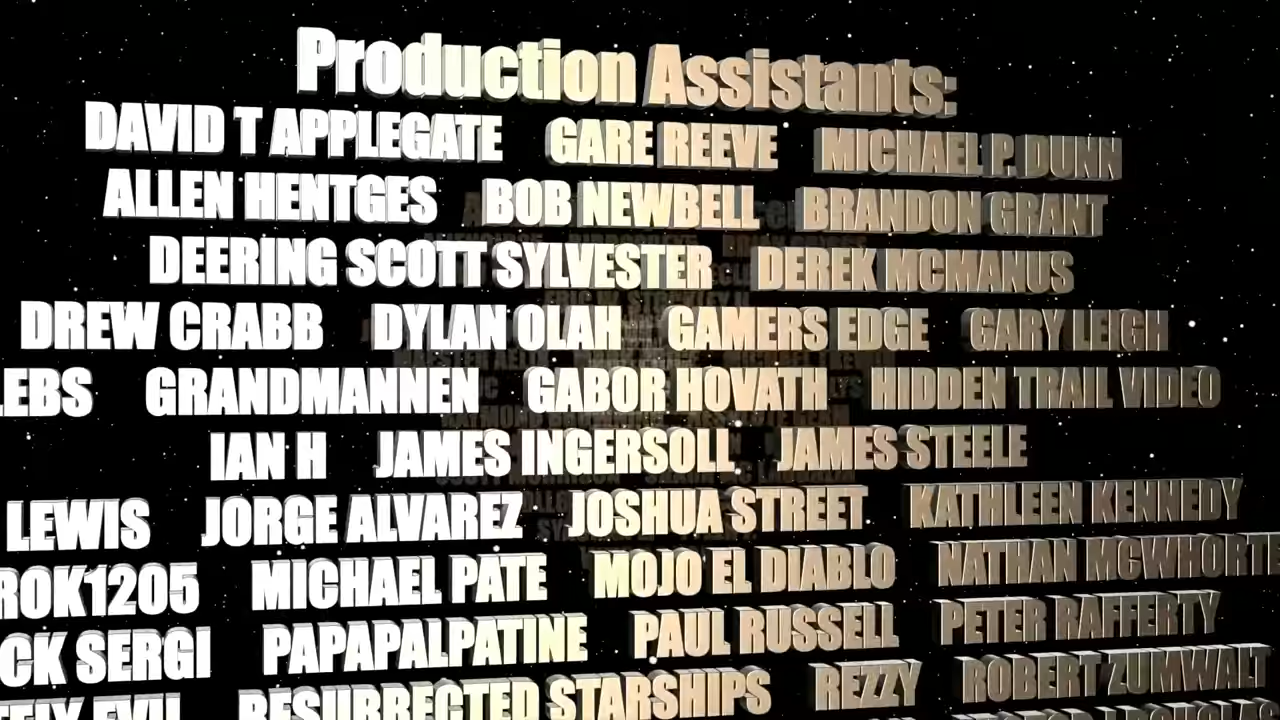 Production Assistants:
DAVID T APPLEGATE GARE REEVE MICHAEL P. DUNN
ALLEN HENTGES BOB NEWBELL BRANDON GRANT
DEERING SCOTT SYLVESTER DEREK MCMANUS
DREW CRABB DYLAN OLAH GAMERS EDGE GARY LEIGH
GRANDMANNEN GABOR HOVATH HIDDEN TRAIL VIDEO
IAN H JAMES INGERSOLL JAMES STEELE
LEWIS JORGE ALVAREZ JOSHUA STREET KATHLEEN KENNEDY
ROK1205 MICHAEL PATE MOJO EL DIABLO NATHAN MCWHORTE
CK SERGI PAPAPALPATINE PAUL RUSSELL PETER RAFFERTY
EVIL RESURRECTED STARSHIPS REZZY ROBERT ZUMWALT